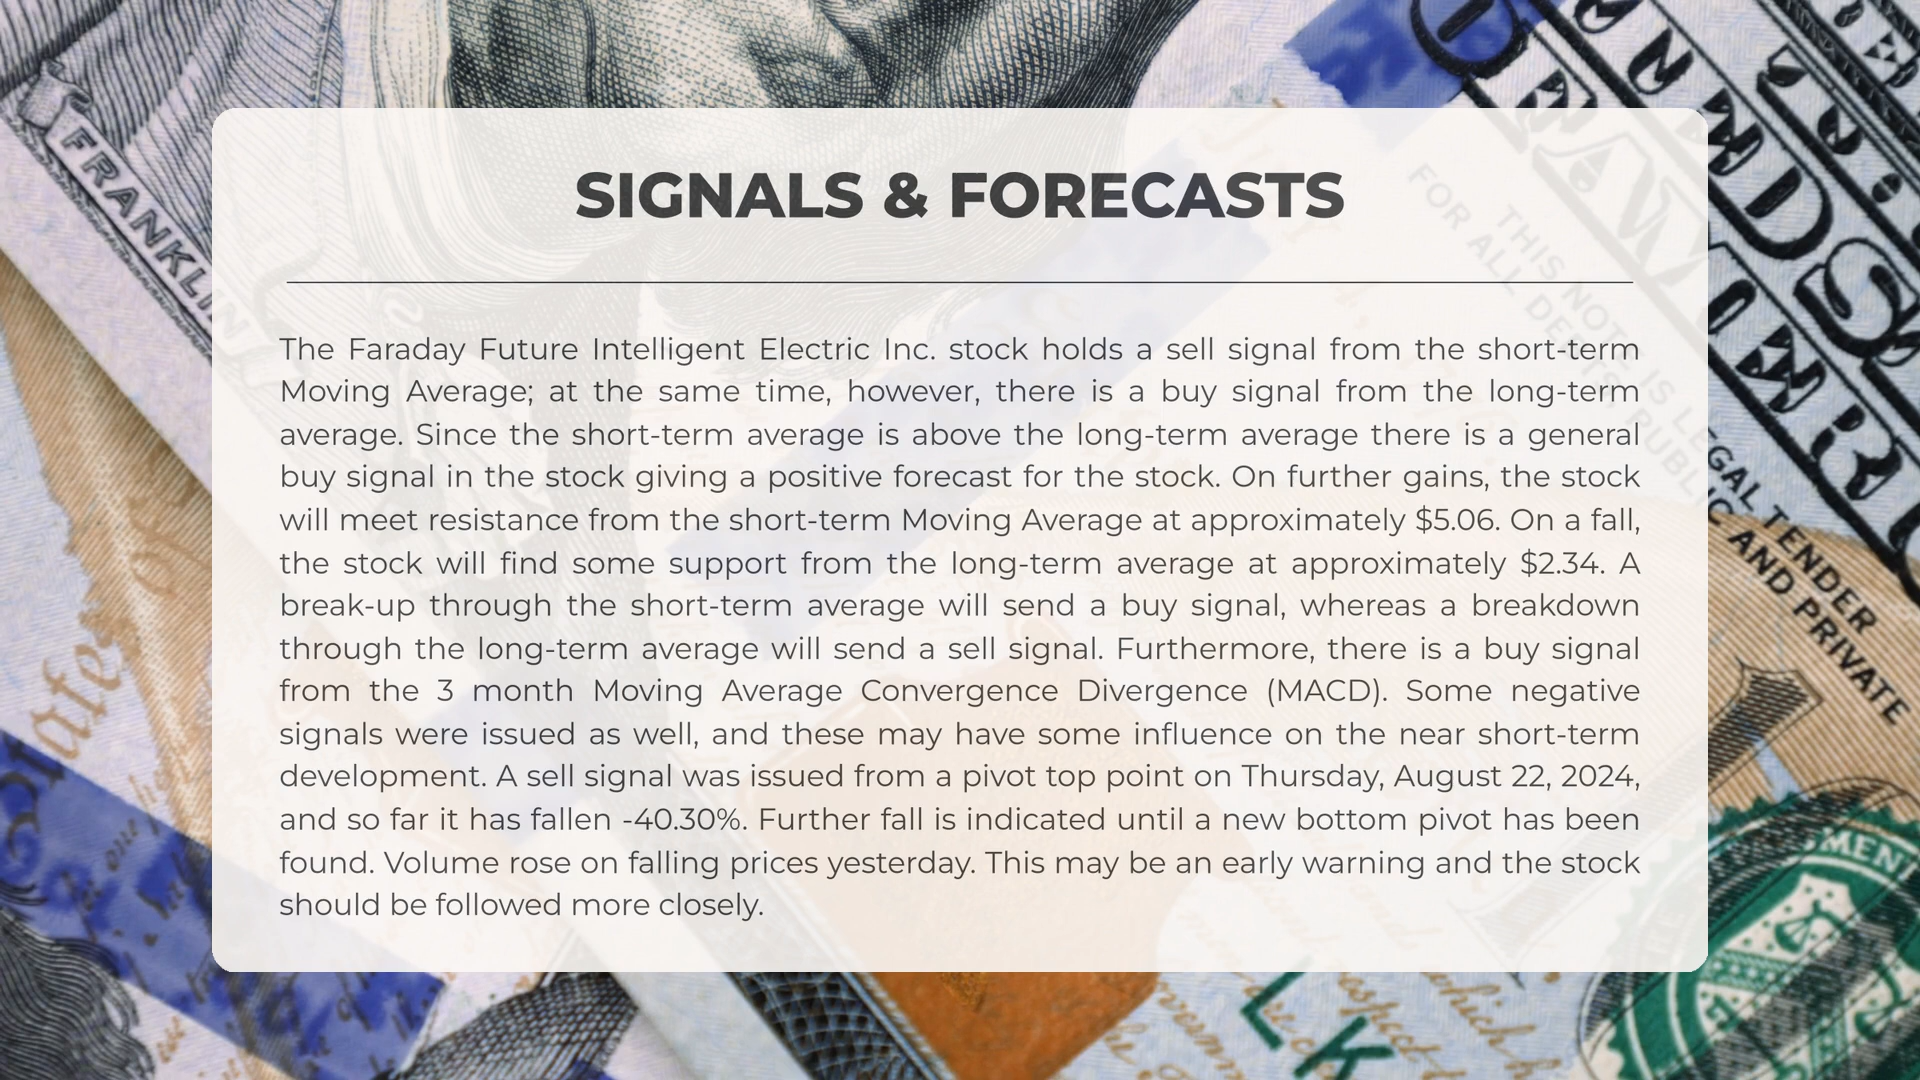 SIGNALS & FORECASTS
The Faraday Future Intelligent Electric Inc. stock holds a sell signal from the short-term
Moving Average; at the same time, however, there is a buy signal from the long-term
average. Since the short-term average is above the long-term average there is a general
buy signal in the stock giving a positive forecast for the stock. On further gains, the stock
will meet resistance from the short-term Moving Average at approximately $5.06. On a fall,
the stock will find some support from the long-term average at approximately $2.34. A
break-up through the short-term average will send a buy signal, whereas a breakdown
through the long-term average will send a sell signal. Furthermore, there is a buy signal
from the 3 month Moving Average Convergence Divergence (MACD). Some negative
signals were issued as well, and these may have some influence on the near short-term
development. A sell signal was issued from a pivot top point on Thursday, August 22, 2024,
and so far it has fallen -40.30%. Further fall is indicated until a new bottom pivot has been
found. Volume rose on falling prices yesterday. This may be an early warning and the stock
should be followed more closely.
FRANKLIN
THIS NOTE IS LEGAL TENDER
FOR ALL DEBTS, PUBLIC AND PRIVATE
LK